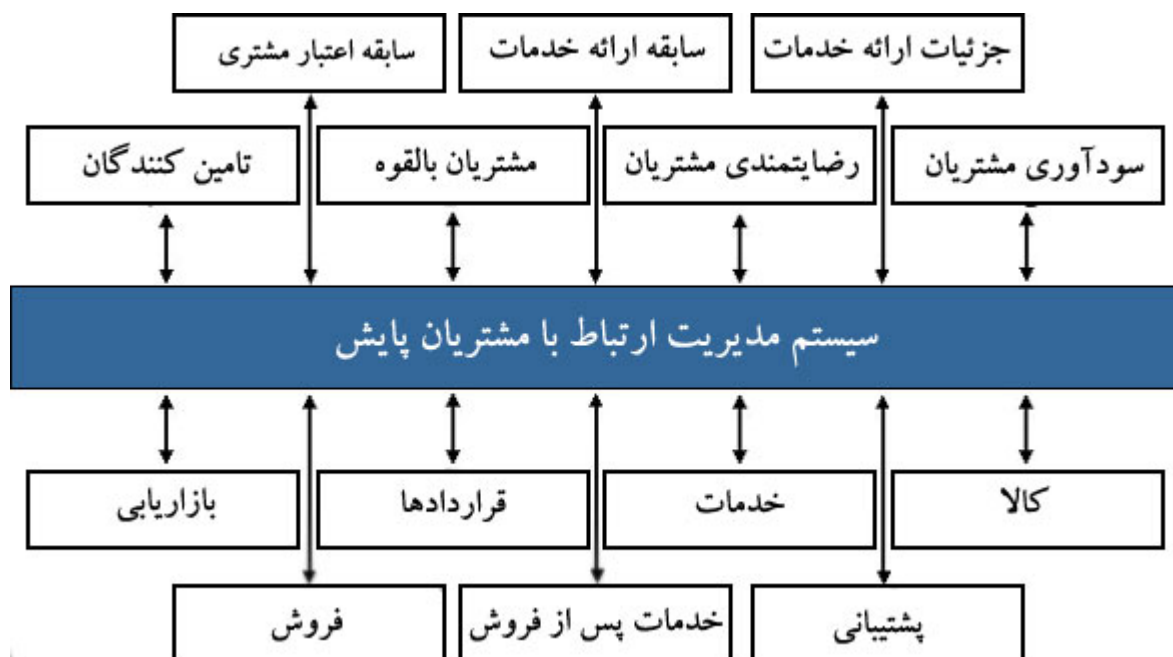 جزئیات ارائه خدمات
سابقه ارائه خدمات
سابقه اعتبار مشتری
سودآوری مشتریان
رضایتمندی مشتریان
مشتریان بالقوه
تامین کنندگان
سیستم مدیریت ارتباط با مشتریان پایش
کالا
خدمات
قراردادها
بازاریابی
پشتیبانی
خدمات پس از فروش
فروش